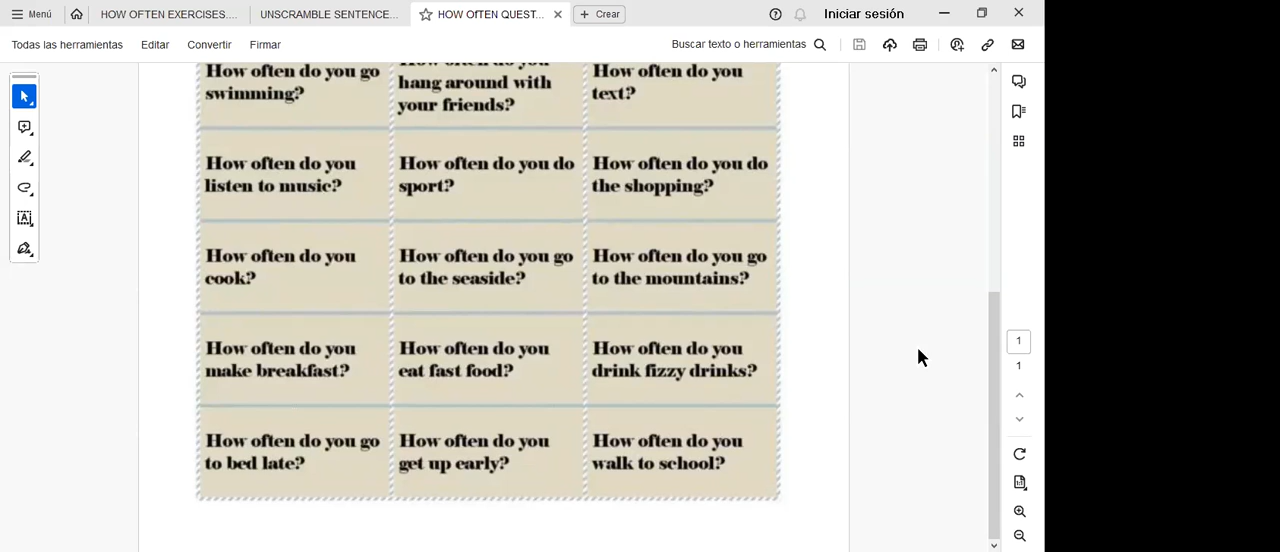 Menú
HOW OFTEN EXERCISES....
UNSCRAMBLE SENTENCE...
HOW OfTEN QUEST...
Crear
Iniciar sesión
Todas las herramientas
Editar
Convertir
Firmar
Buscar texto o herramientas
How often do you go
swimming?
How often do you
hang around with
your friends?
How often do you
text?
How often do you
listen to music?
How often do you do
sport?
How often do you do
the shopping?
How often do you
cook?
How often do you go
to the seaside?
How often do you go
to the mountains?
How often do you
make breakfast?
How often do you
eat fast food?
How often do you
drink fizzy drinks?
How often do you go
to bed late?
How often do you
get up early?
How often do you
walk to school?
1
1